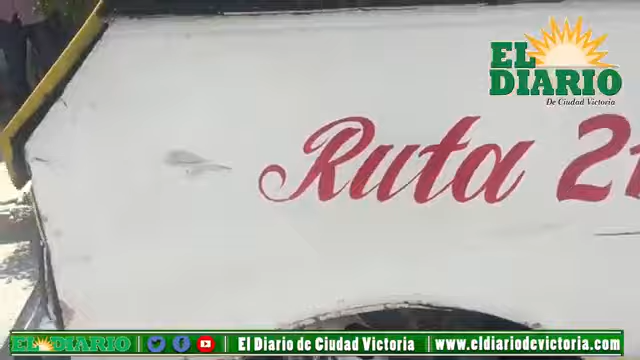 EL
DIARIO
De Ciudad Victoria
Ruta 2
EL DIARIO | El Diario de Ciudad Victoria | www.eldiariodevictoria.com